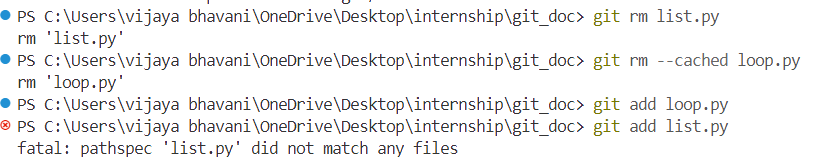 PS C:\Users\vijaya bhavani\OneDrive\Desktop\internship\git_doc> git rm list.py
rm 'list.py'
PS C:\Users\vijaya bhavani\OneDrive\Desktop\internship\git_doc> git rm --cached loop.py
rm 'loop.py'
PS C:\Users\vijaya bhavani\OneDrive\Desktop\internship\git_doc> git add loop.py
PS C:\Users\vijaya bhavani\OneDrive\Desktop\internship\git_doc> git add list.py
fatal: pathspec 'list.py' did not match any files